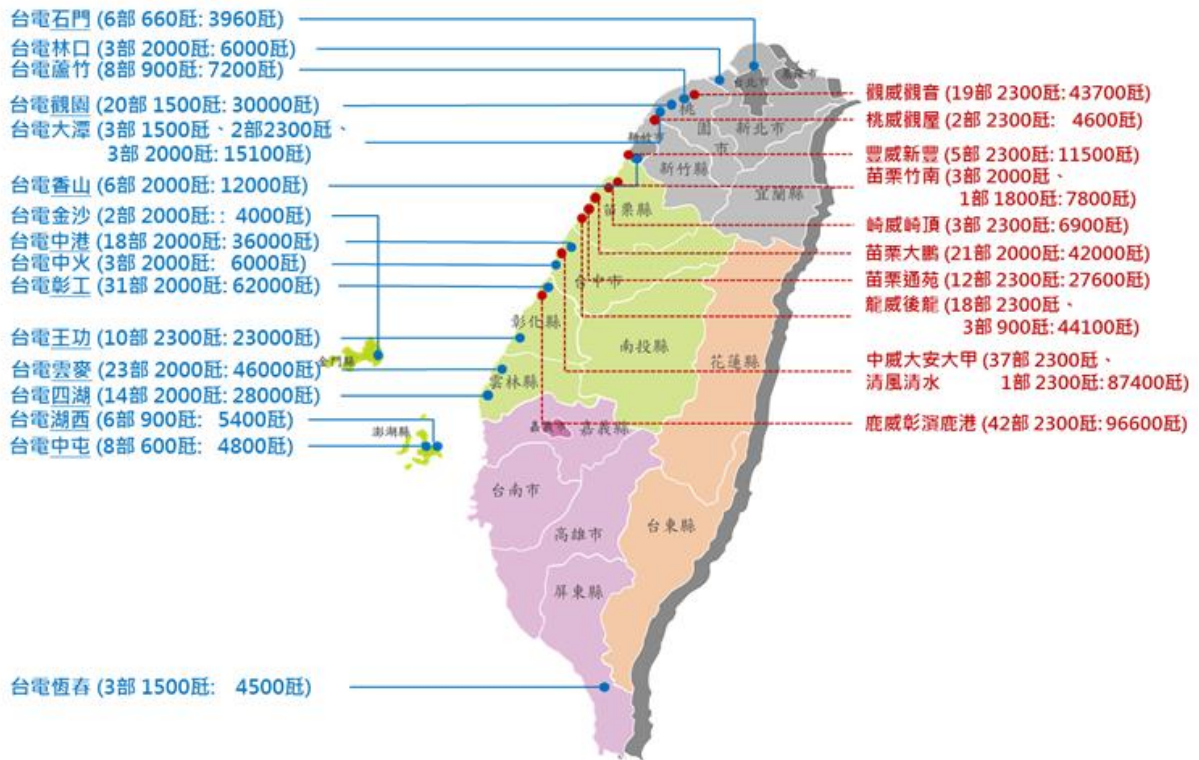 台電石門 (6部 660瓩: 3960瓩)
台電林口 (3部 2000瓩: 6000瓩)
台電蘆竹 (8部 900瓩: 7200瓩)
台電觀園 (20部 1500瓩: 30000瓩)
台電大潭 (3部 1500瓩、2部2300瓩、
3部 2000瓩: 15100瓩)
台電香山 (6部 2000瓩: 12000瓩)
台電金沙 (2部 2000瓩:: 4000瓩)
台電中港 (18部 2000瓩: 36000瓩)
台電中火 (3部 2000瓩: 6000瓩)
台電彰工 (31部 2000瓩: 62000瓩)
台電王功 (10部 2300瓩: 23000瓩)
台電雲麥 (23部 2000瓩: 46000瓩)
台電四湖 (14部 2000瓩: 28000瓩)
台電湖西 (6部 900瓩: 5400瓩)
台電中屯 (8部 600瓩: 4800瓩)
台電恆春 (3部 1500瓩: 4500瓩)
觀威觀音 (19部 2300瓩: 43700瓩)
桃威觀屋 (2部 2300瓩: 4600瓩)
豐威新豐 (5部 2300瓩: 11500瓩)
苗栗竹南 (3部 2000瓩、
1部 1800瓩: 7800瓩)
崎威崎頂 (3部 2300瓩: 6900瓩)
苗栗大鵬 (21部 2000瓩: 42000瓩)
苗栗通苑 (12部 2300瓩: 27600瓩)
龍威後龍 (18部 2300瓩、
3部 900瓩: 44100瓩)
中威大安大甲 (37部 2300瓩、
清風清水 1部 2300瓩: 87400瓩)
鹿威彰濱鹿港 (42部 2300瓩: 96600瓩)
台北市
基隆市
桃
園
市
新北市
新竹市
新竹縣
宜蘭縣
苗栗縣
台中市
彰化縣
南投縣
花蓮縣
雲林縣
金門縣
澎湖縣
嘉義市
嘉義縣
台南市
高雄市
台東縣
屏東縣